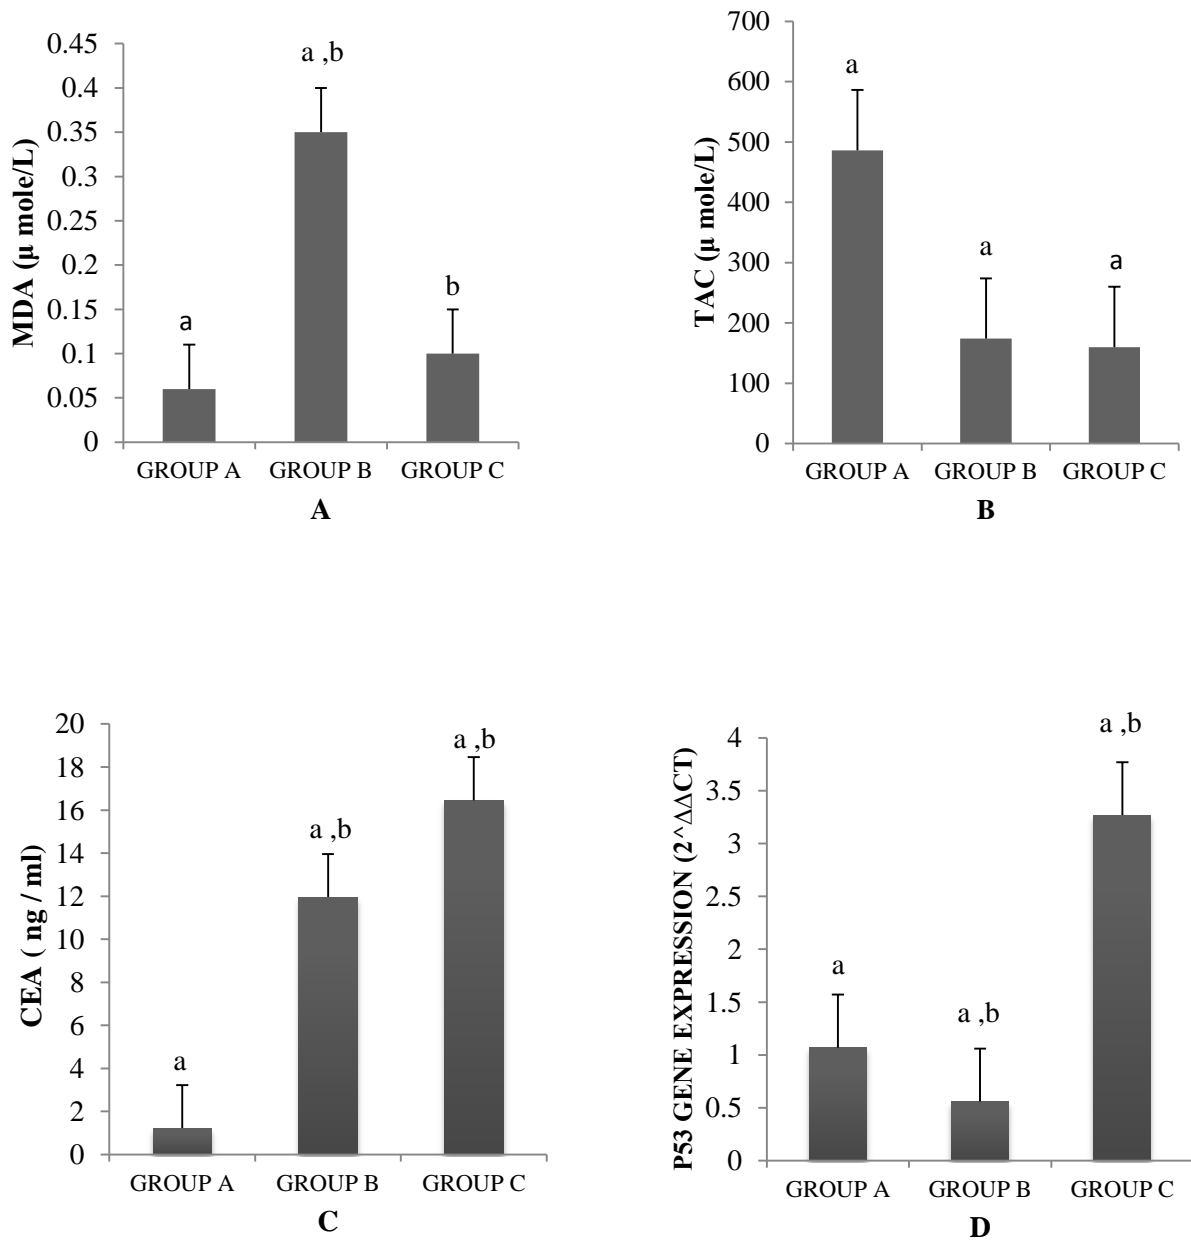 MDA (µ mole/L)
0.45
0.4
0.35
0.3
0.25
0.2
0.15
0.1
0.05
0
a
a ,b
b
GROUP A GROUP B GROUP C
A
TAC (µ mole/L)
700
600
500
400
300
200
100
0
a
a
a
GROUP A GROUP B GROUP C
B
CEA ( ng / ml)
20
18
16
14
12
10
8
6
4
2
0
a
a ,b
a ,b
GROUP A GROUP B GROUP C
C
P53 GENE EXPRESSION (2^ΔΔCT)
4
3.5
3
2.5
2
1.5
1
0.5
0
a
a ,b
a ,b
GROUP A GROUP B GROUP C
D